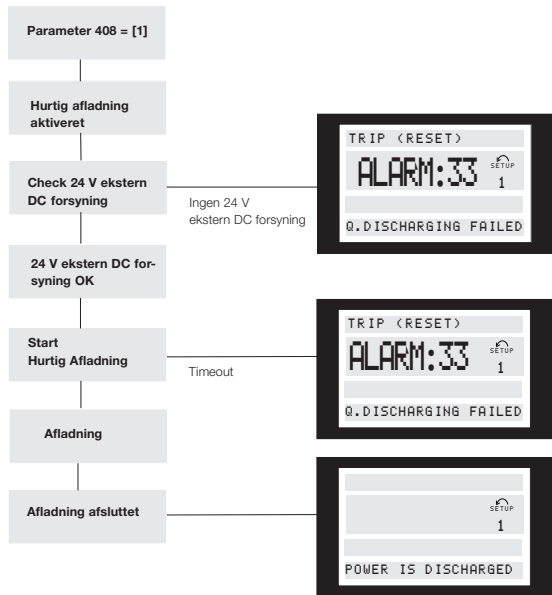 Parameter 408 = [1]
Hurtig afladning
aktiveret
Check 24 V ekstern
DC forsyning
Ingen 24 V
ekstern DC forsyning
TRIP (RESET)
ALARM:33
SETUP
1
Q.DISCHARGING FAILED
24 V ekstern DC for-
syning OK
Start
Hurtig Afladning
Timeout
TRIP (RESET)
ALARM:33
SETUP
1
Q.DISCHARGING FAILED
Afladning
Afladning afsluttet
SETUP
1
POWER IS DISCHARGED